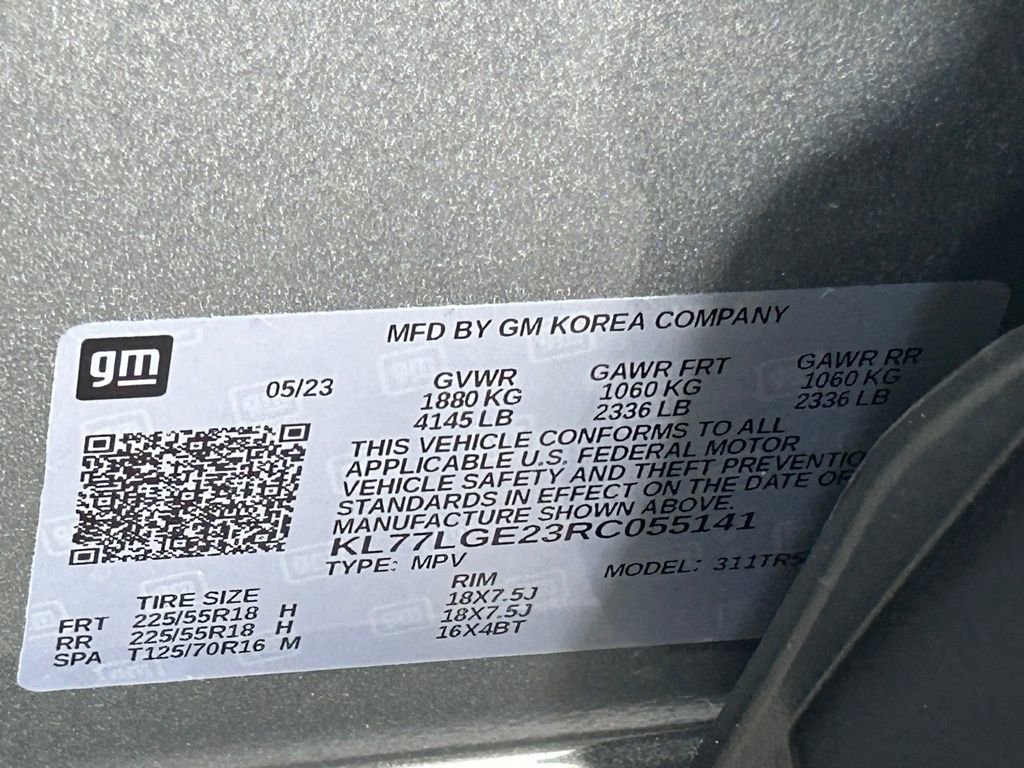 MFD BY GM KOREA COMPANY
gm
05/23
GVWR
1880 KG
4145 LB
GAWR FRT
1060 KG
2336 LB
GAWR RR
1060 KG
2336 LB
THIS VEHICLE CONFORMS TO ALL
APPLICABLE U.S. FEDERAL MOTOR
VEHICLE SAFETY AND THEFT PREVENTIO
STANDARDS IN EFFECT ON THE DATE OF
MANUFACTURE SHOWN ABOVE.
KL77LGE23RC055141
TYPE: MPV
MODEL: 311TR
TIRE SIZE RIM
FRT 225/55R18 H 18X7.5J
RR 225/55R18 H 18X7.5J
SPA T125/70R16 M 16X4BT